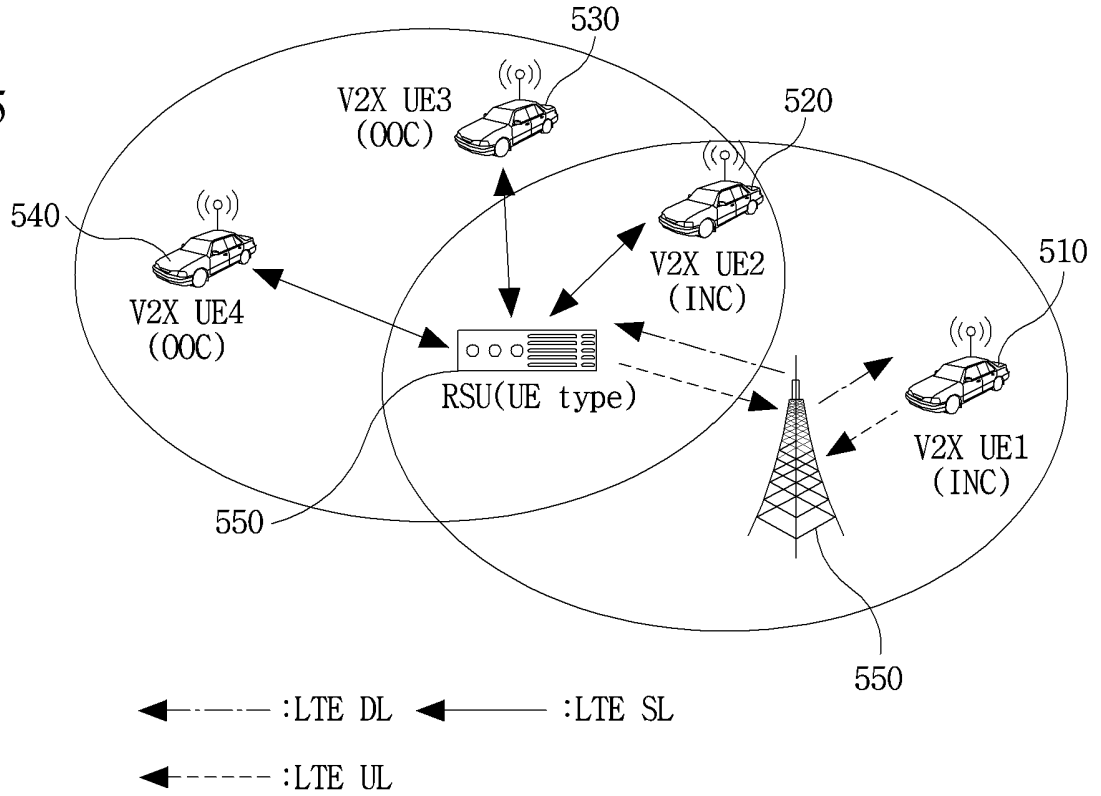 5
530
V2X UE3
(OOC)
520
540
V2X UE2
(INC)
510
V2X UE4
(OOC)
RSU(UE type)
V2X UE1
(INC)
550
550
:LTE DL
:LTE SL
:LTE UL